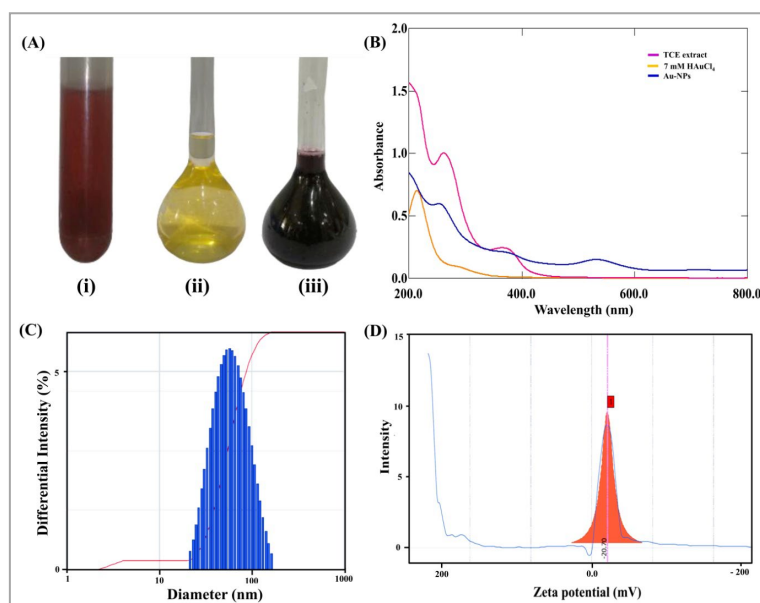 (A)
(i)
(ii)
(iii)
(B)
2.0
1.5
1.0
0.5
0.0
Absorbance
TCE extract
7 mM HAuCl₄
Au-NPs
200.0
400.0
600.0
800.0
Wavelength (nm)
(C)
Differential Intensity (%)
5
1
10
100
1000
Diameter (nm)
(D)
15
10
5
0
Intensity
-20.70
200
0.0
- 200
Zeta potential (mV)